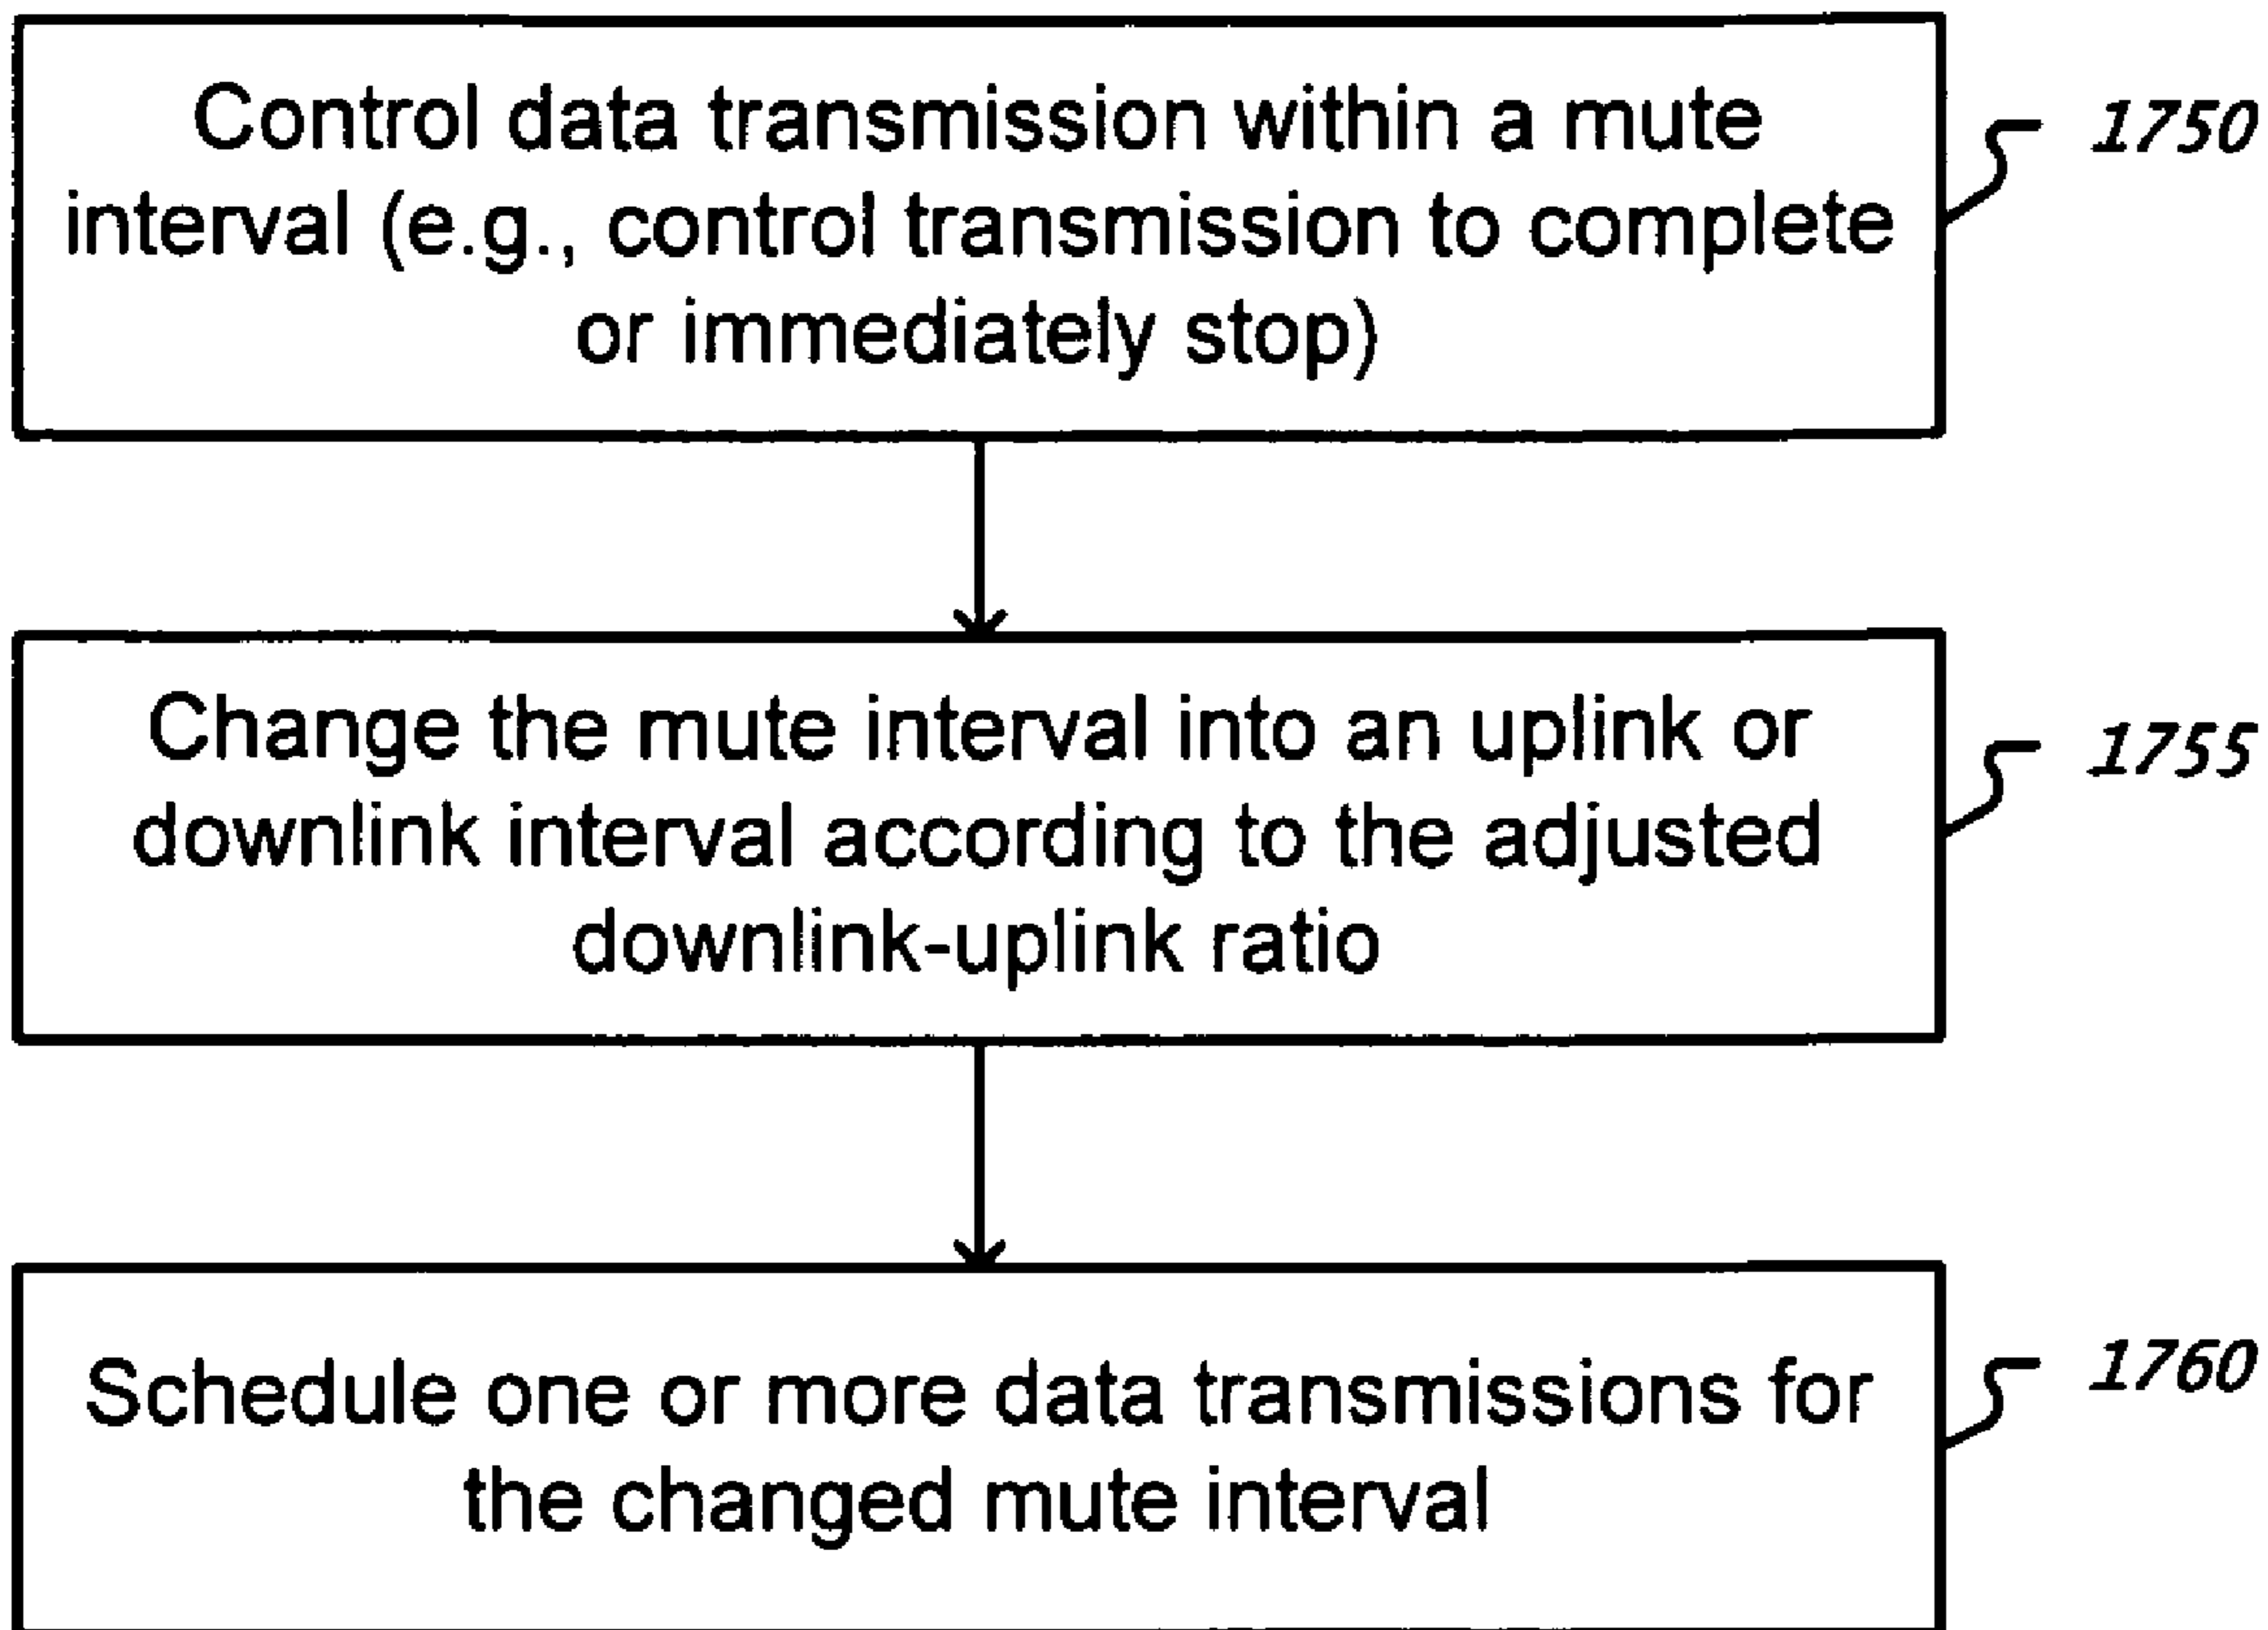 Control data transmission within a mute
interval (e.g., control transmission to complete
or immediately stop)
1750
Change the mute interval into an uplink or
downlink interval according to the adjusted
downlink-uplink ratio
1755
Schedule one or more data transmissions for
the changed mute interval
1760